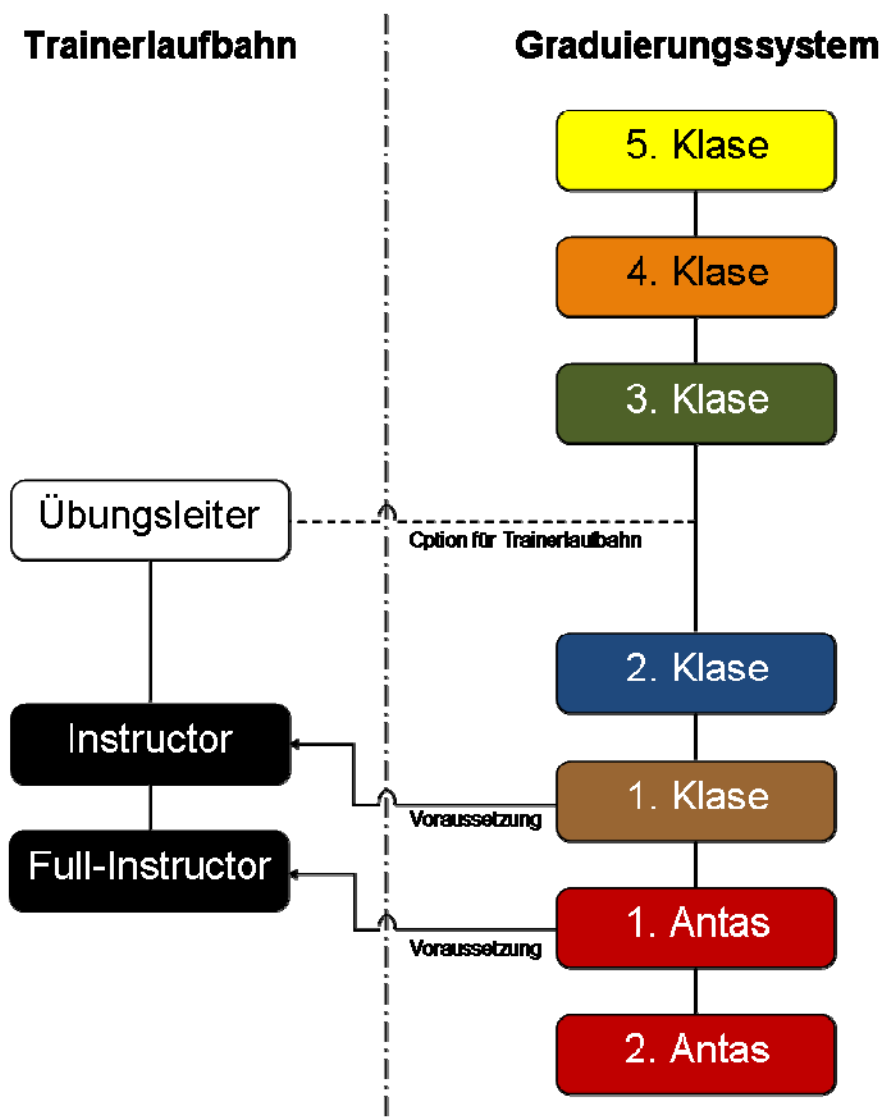 Trainerlaufbahn
Graduierungssystem
5. Klase
4. Klase
3. Klase
Übungsleiter
Cption für Trainerlaufbahn
2. Klase
Instructor
1. Klase
Voraussetzung
Full-Instructor
1. Antas
Voraussetzung
2. Antas